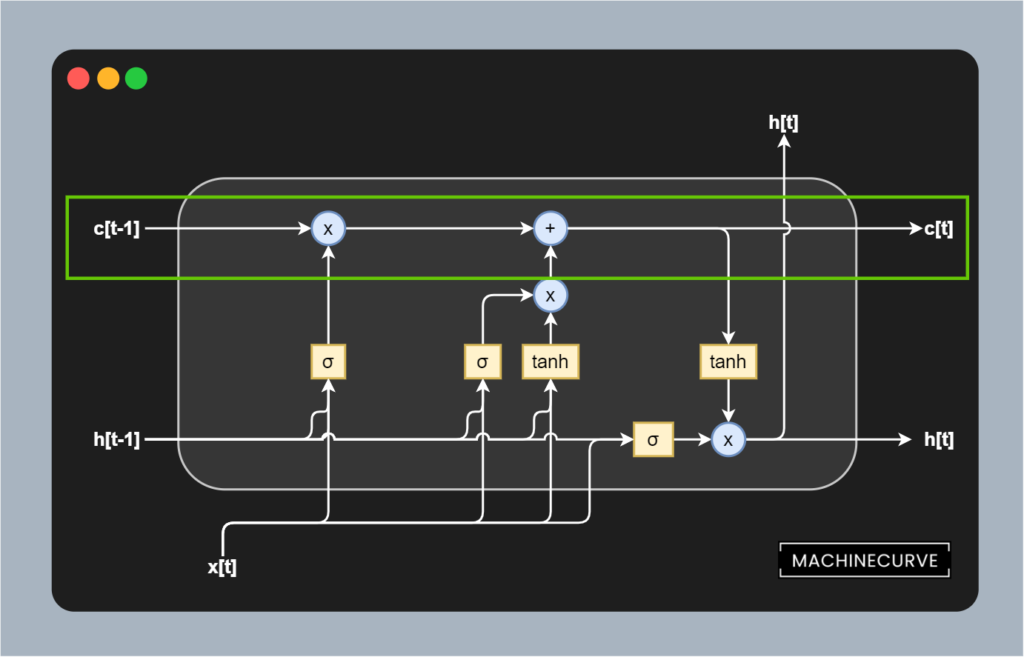 h[t]
c[t-1]
x
+
c[t]
x
σ
σ
tanh
tanh
h[t-1]
σ
x
h[t]
x[t]
MACHINECURVE